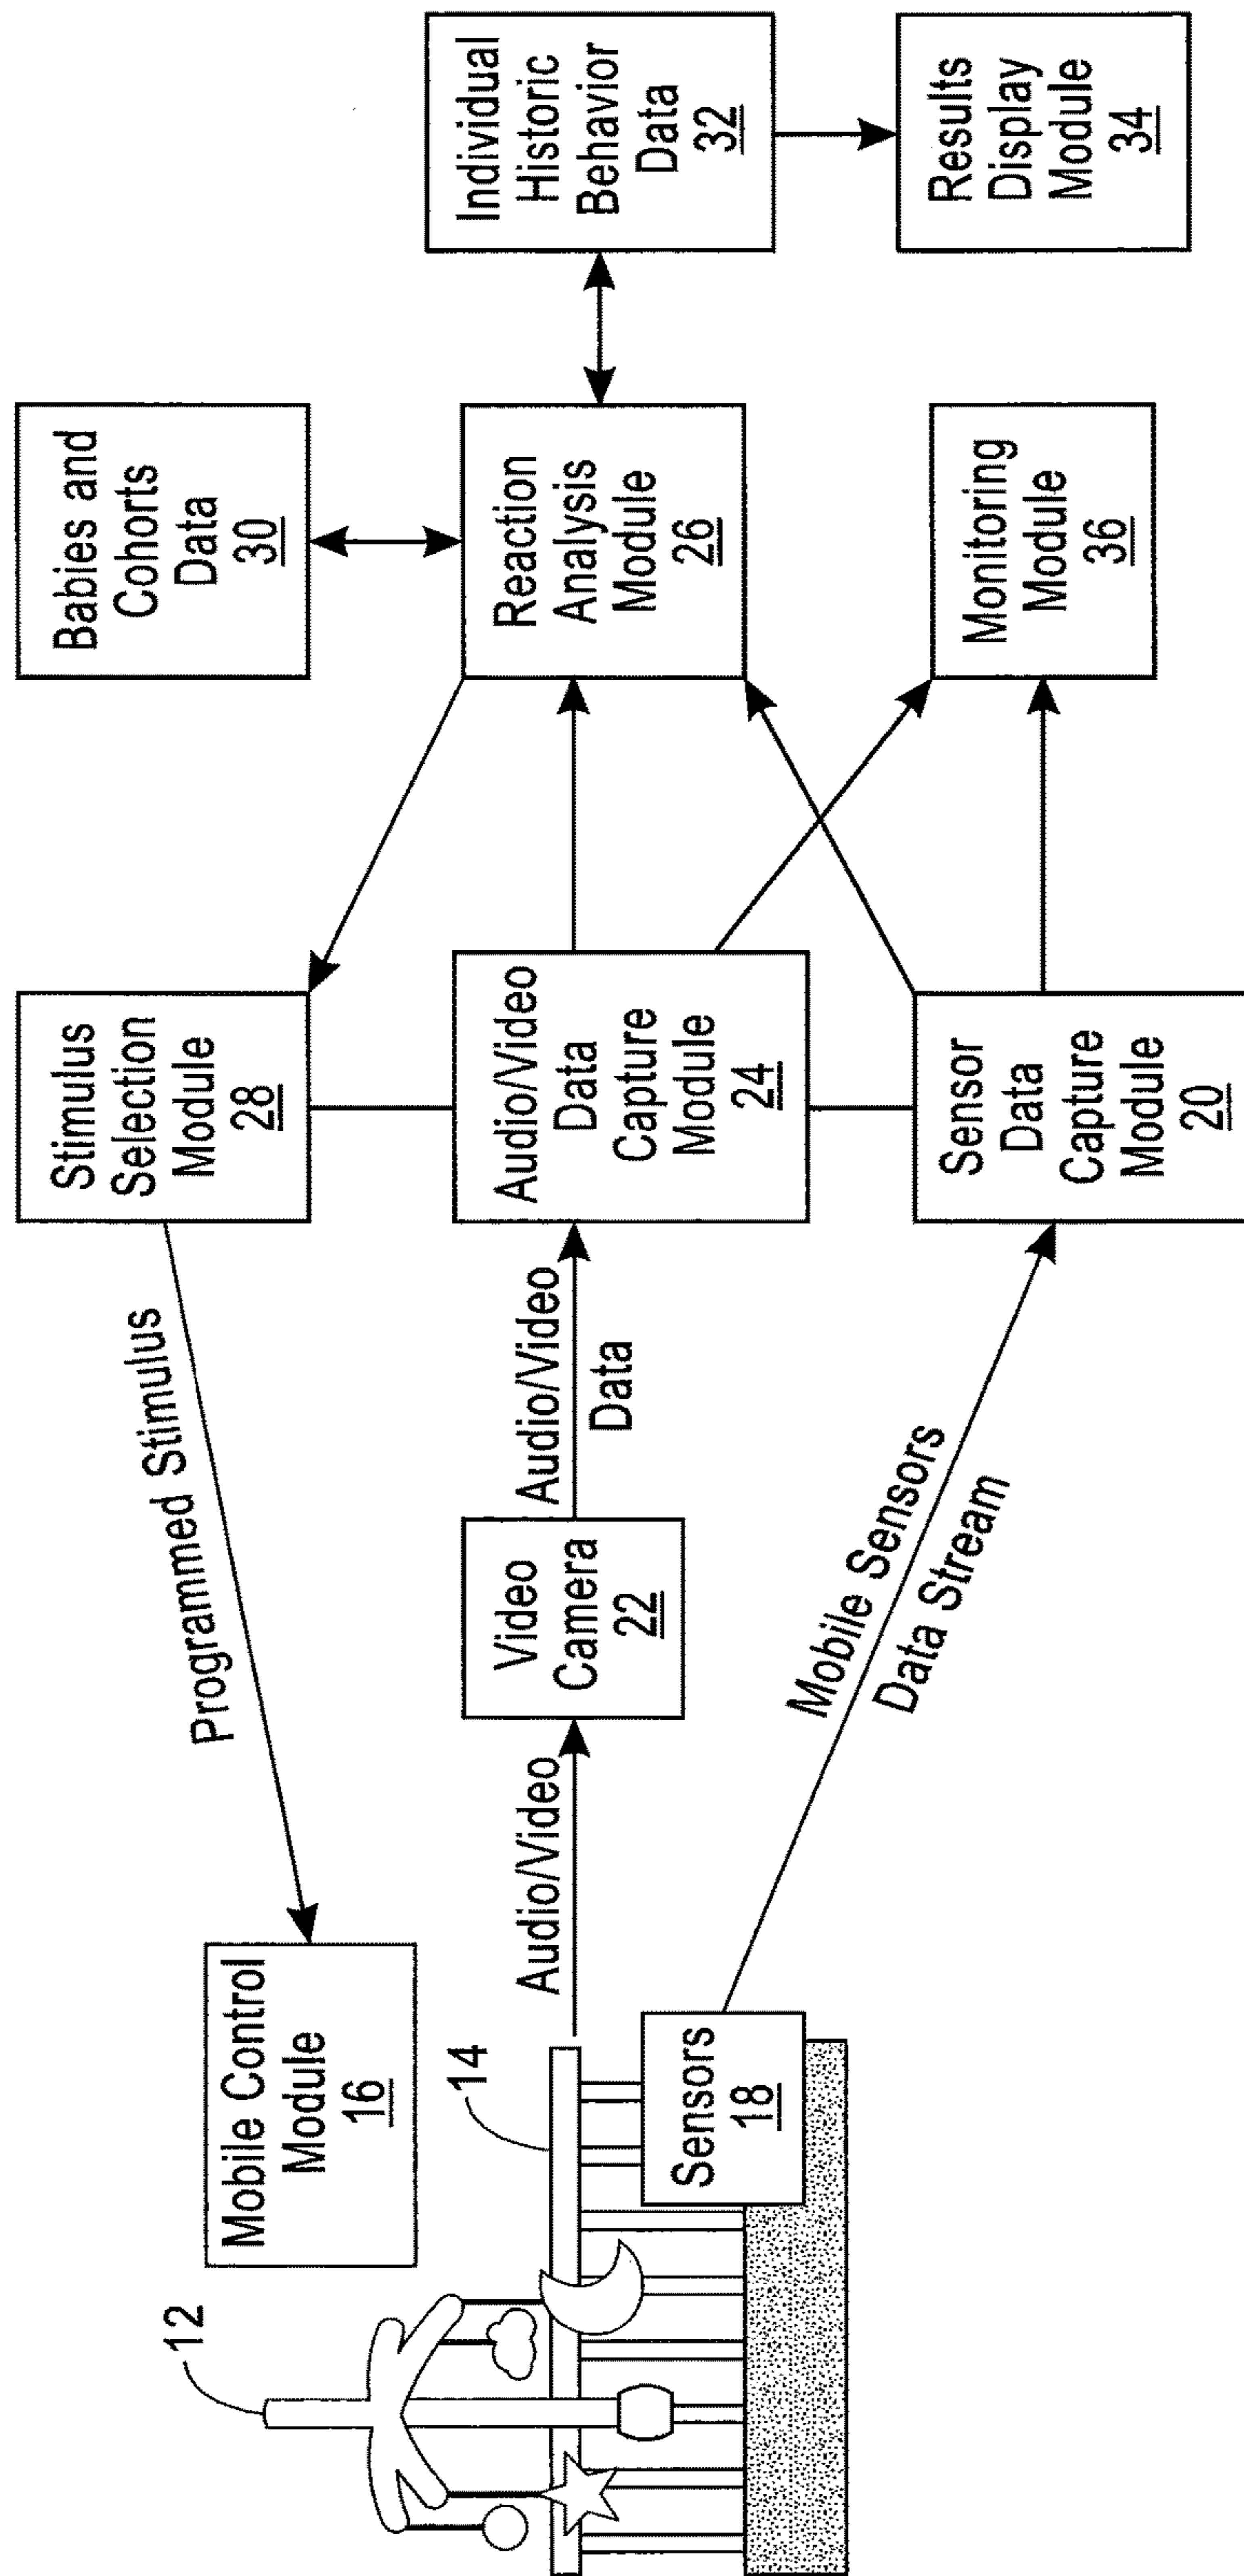 12
14
Mobile Control
Module
16
Sensors
18
Programmed Stimulus
Audio/Video
Video
Camera
22
Audio/Video
Data
Mobile Sensors
Data Stream
Stimulus
Selection
Module
28
Audio/Video
Data
Capture
Module
24
Sensor
Data
Capture
Module
20
Babies and
Cohorts
Data
30
Reaction
Analysis
Module
26
Monitoring
Module
36
Individual
Historic
Behavior
Data
32
Results
Display
Module
34